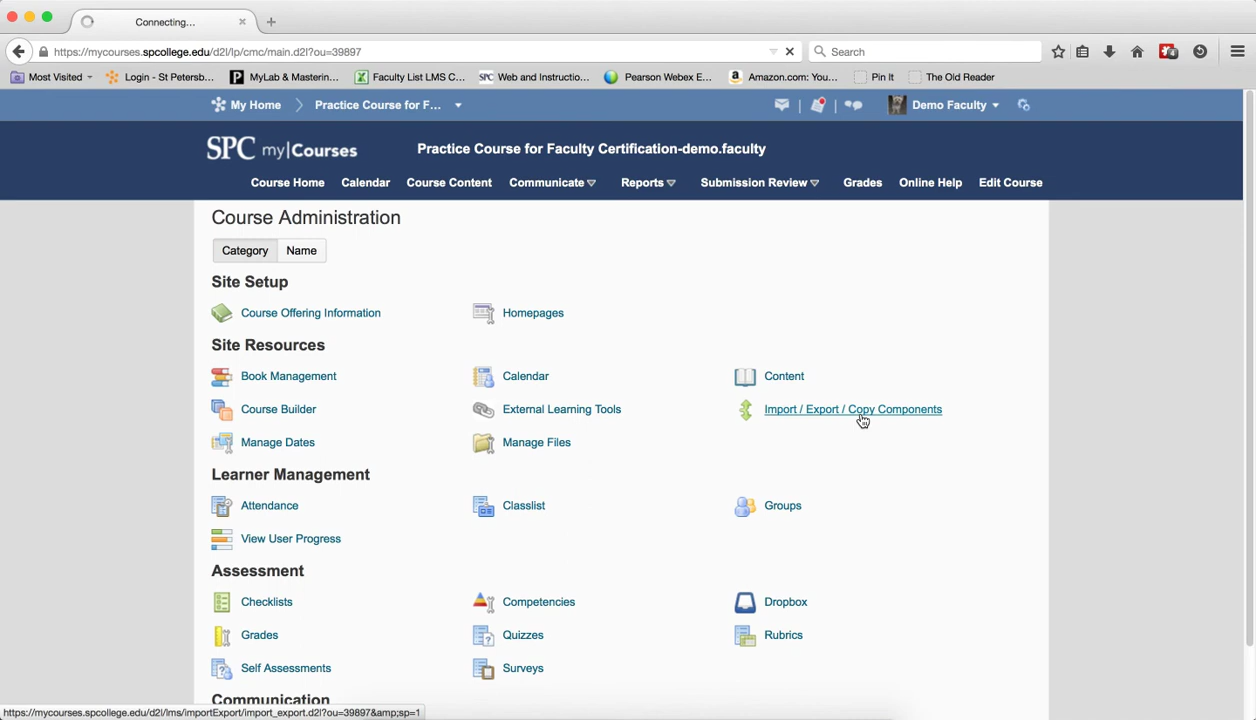 Connecting...
https://mycourses.spcollege.edu/d2l/lp/cmc/main.d2l?ou=39897
Search
Most Visited
Login - St Petersb...
MyLab & Mastering...
Faculty List LMS C...
Web and Instructio...
Pearson Webex E...
Amazon.com: You...
Pin It
The Old Reader
My Home
Practice Course for F...
Demo Faculty
SPC my|Courses
Practice Course for Faculty Certification-demo.faculty
Course Home Calendar Course Content Communicate Reports Submission Review Grades Online Help Edit Course
Course Administration
Category Name
Site Setup
Course Offering Information
Homepages
Site Resources
Book Management
Calendar
Content
Course Builder
External Learning Tools
Import / Export / Copy Components
Manage Dates
Manage Files
Learner Management
Attendance
Classlist
Groups
View User Progress
Assessment
Checklists
Competencies
Dropbox
Grades
Quizzes
Rubrics
Self Assessments
Surveys
Communication
https://mycourses.spcollege.edu/d2l/lms/importExport/import_export.d2l?ou=39897&amp;sp=1